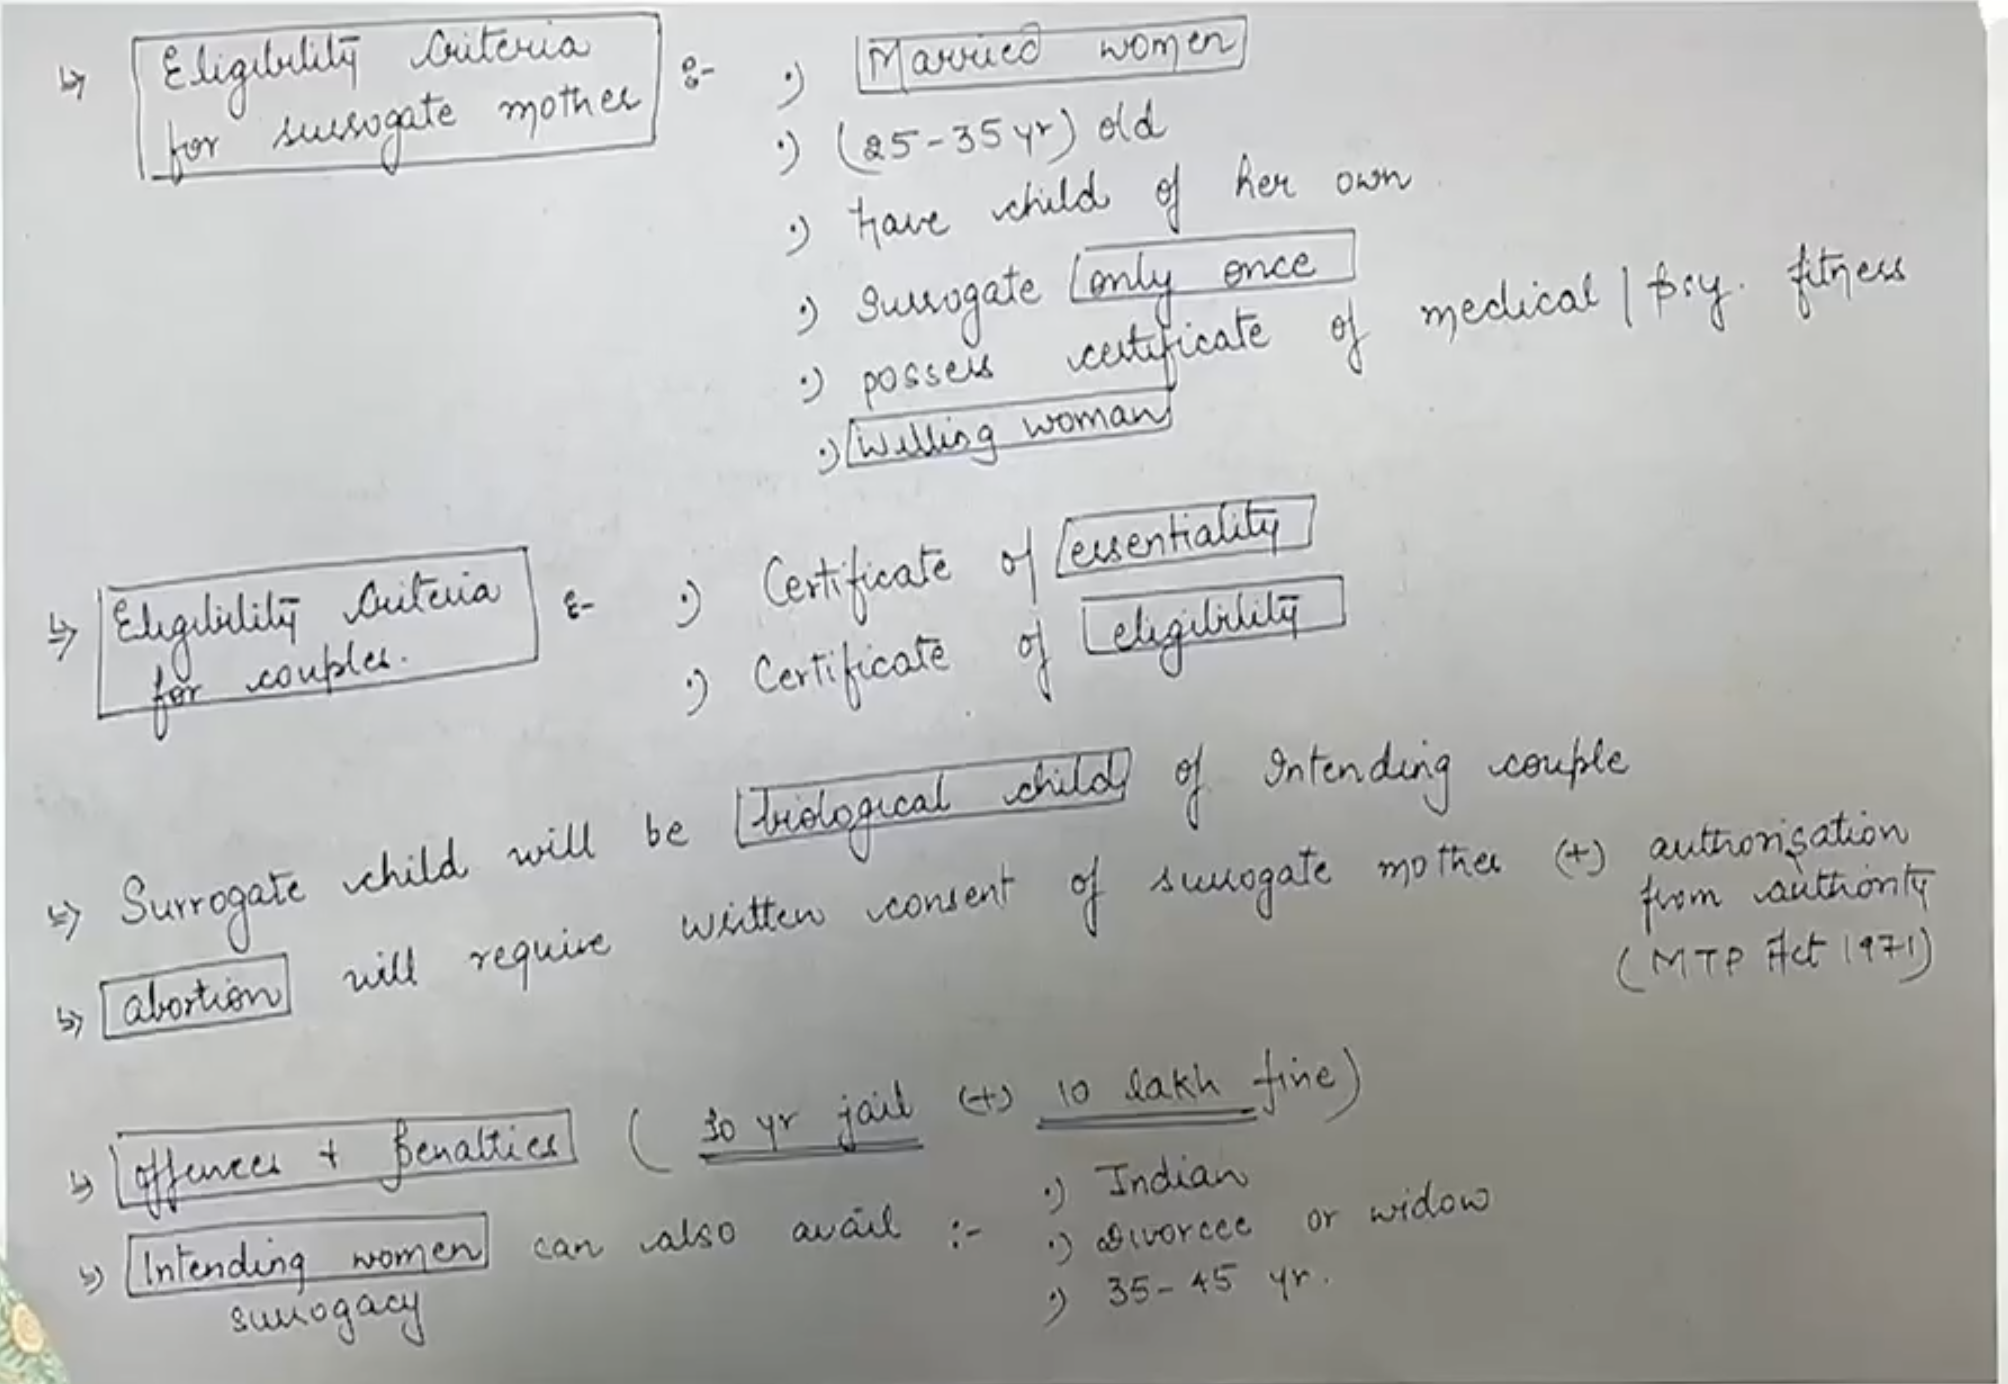 ↳ Eligibility Criteria :- •) Married women
for surrogate mother
•) (25-35 yr) old
•) have child of her own
•) Surrogate only once
•) possess certificate of medical / psy. fitness
•) Willing woman
↳ Eligibility Criteria :- •) Certificate of essentiality
for couples.
•) Certificate of eligibility
↳ Surrogate child will be biological child of Intending couple
↳ abortion will require written consent of surrogate mother (+) authorisation
from authority
(MTP Act 1971)
↳ offences + Penalties ( 10 yr jail (+) 10 lakh fine)
↳ Intending women can also avail :- •) Indian
surrogacy
•) Divorcee or widow
•) 35-45 yr.